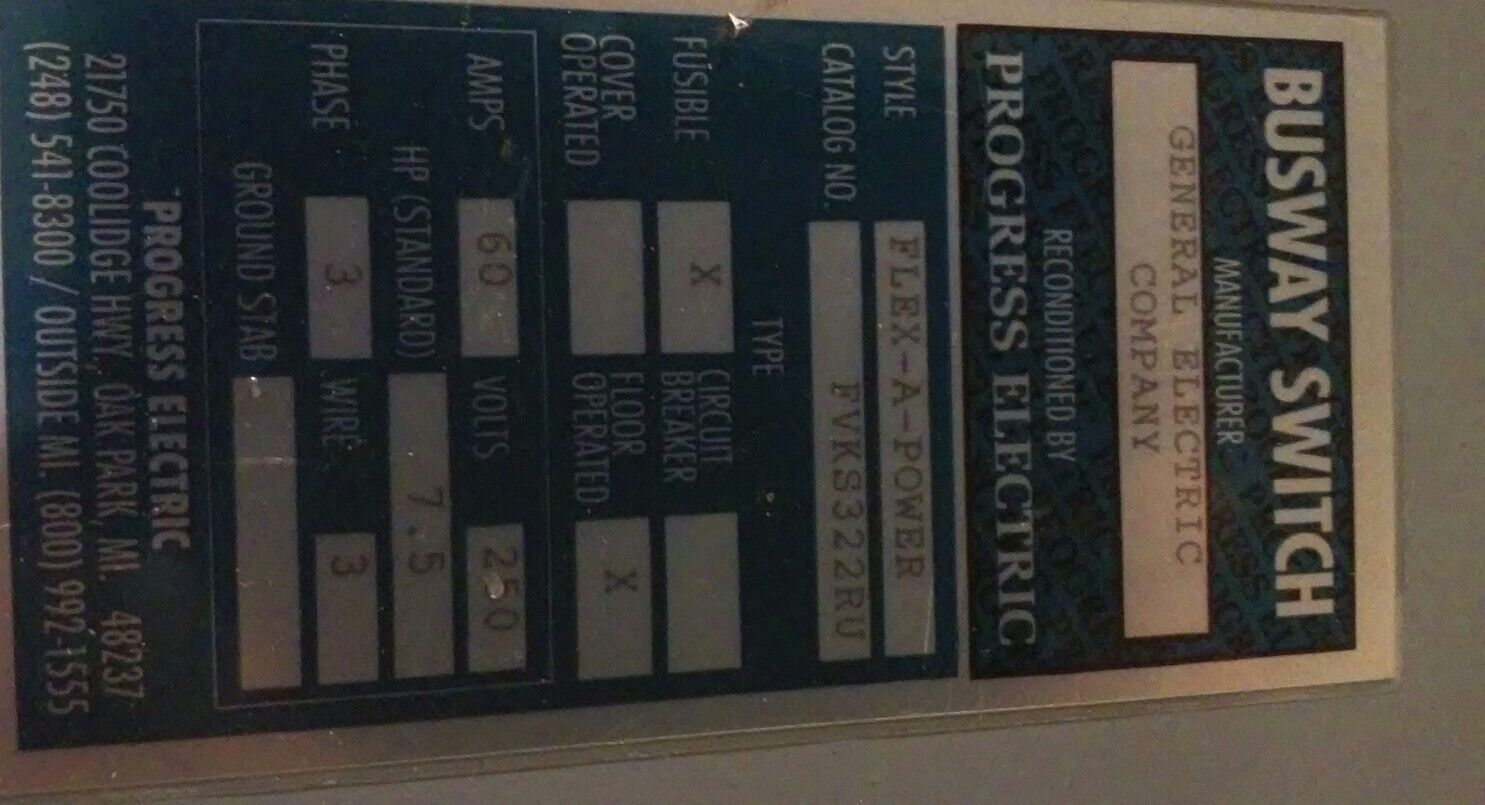 BUSWAY SWITCH
MANUFACTURER
GENERAL ELECTRIC
COMPANY
RECONDITIONED BY
PROGRESS ELECTRIC
STYLE FLEX-A-POWER
CATALOG NO. FVKS322RU
TYPE
FUSIBLE X CIRCUIT BREAKER
COVER OPERATED FLOOR OPERATED X
AMPS 60 VOLTS 250
HP (STANDARD) 7.5
PHASE 3 WIRE 3
GROUND STAB
PROGRESS ELECTRIC
21750 COOLIDGE HWY, OAK PARK, MI. 48237
(248) 541-8300 / OUTSIDE MI. (800) 992-1555